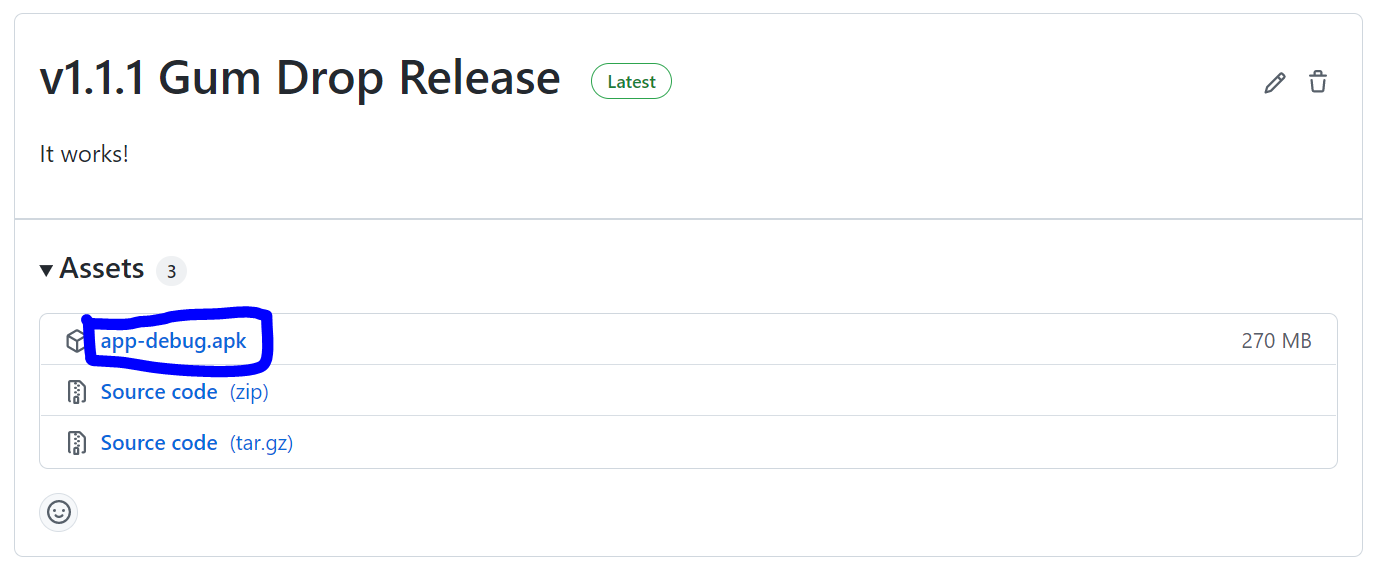 v1.1.1 Gum Drop Release Latest
It works!
Assets 3
app-debug.apk 270 MB
Source code (zip)
Source code (tar.gz)